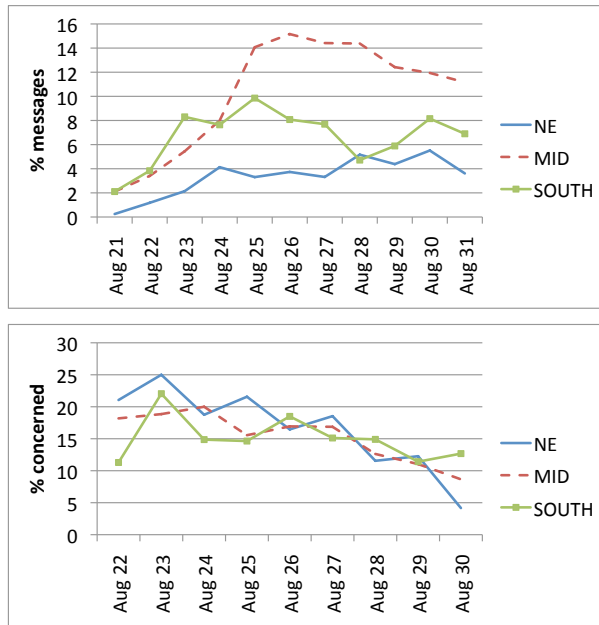 % messages
16
14
12
10
8
6
4
2
0
Aug 21
Aug 22
Aug 23
Aug 24
Aug 25
Aug 26
Aug 27
Aug 28
Aug 29
Aug 30
Aug 31
NE
MID
SOUTH
% concerned
30
25
20
15
10
5
0
Aug 22
Aug 23
Aug 24
Aug 25
Aug 26
Aug 27
Aug 28
Aug 29
Aug 30
NE
MID
SOUTH